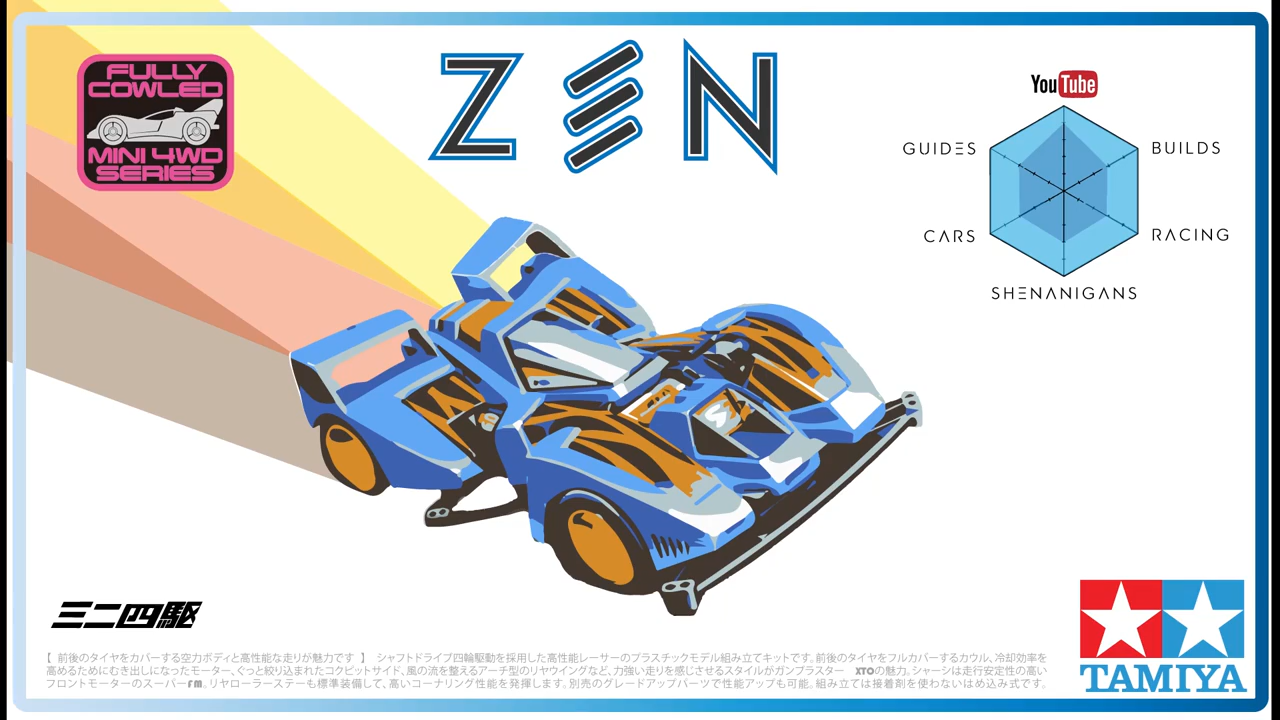 FULLY
COWLED
MINI 4WD
SERIES
ZEN
YouTube
GUIDES
BUILDS
CARS
RACING
SHENANIGANS
ミニ四駆
【 前後のタイヤをカバーする空力ボディと高性能な走りが魅力です 】 シャフトドライブ四輪駆動を採用した高性能レーサーのプラスチックモデル組み立てキットです。前後のタイヤをフルカバーするカウル、冷却効率を
高めるためにむき出しになったモーター、ぐっと絞り込まれたコクピットサイド、風の流を整えるアーチ型のリヤウイングなど、力強い走りを感じさせるスタイルがガンブラスター XTOの魅力。シャーシは走行安定性の高い
フロントモーターのスーパーFM。リヤローラーステーも標準装備して、高いコーナリング性能を発揮します。別売のグレードアップパーツで性能アップも可能。組み立ては接着剤を使わないはめ込み式です。
TAMIYA